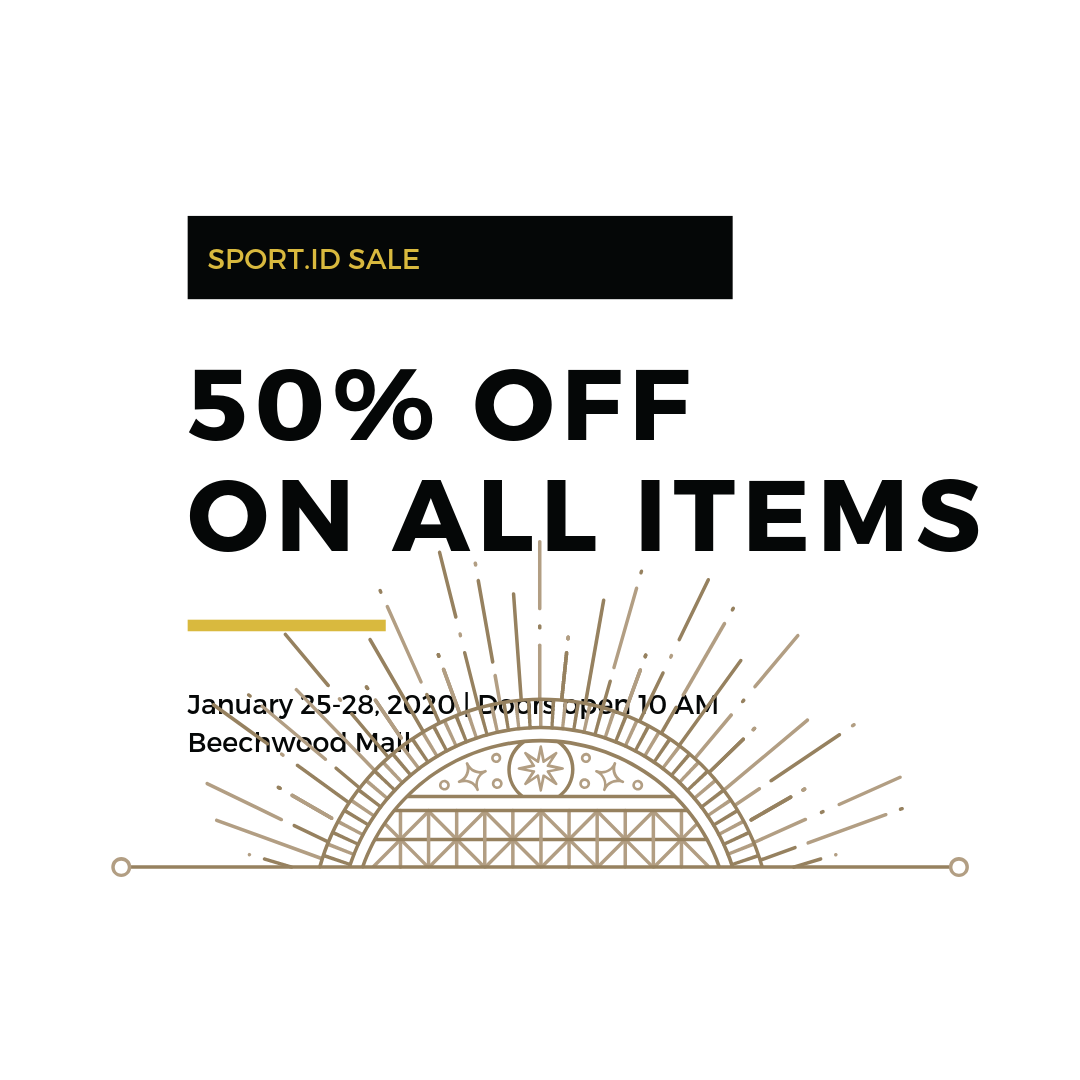 SPORT.ID SALE
50% OFF
ON ALL ITEMS
January 25-28, 2020 | Doors open 10 AM
Beechwood Mall